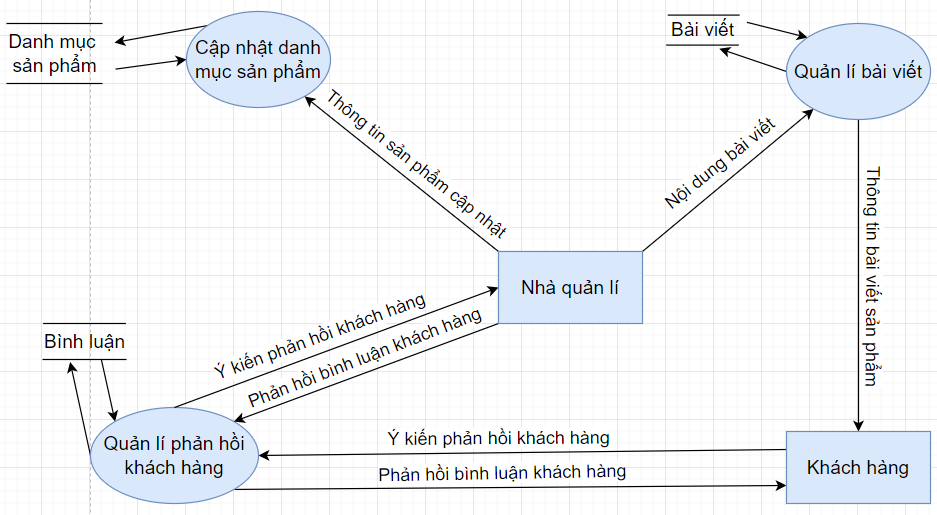 Danh mục
sản phẩm
Cập nhật danh
mục sản phẩm
Bài viết
Quản lí bài viết
Thông tin sản phẩm cập nhật
Nội dung bài viết
Thông tin bài viết sản phẩm
Nhà quản lí
Ý kiến phản hồi khách hàng
Phản hồi bình luận khách hàng
Bình luận
Quản lí phản hồi
khách hàng
Ý kiến phản hồi khách hàng
Phản hồi bình luận khách hàng
Khách hàng